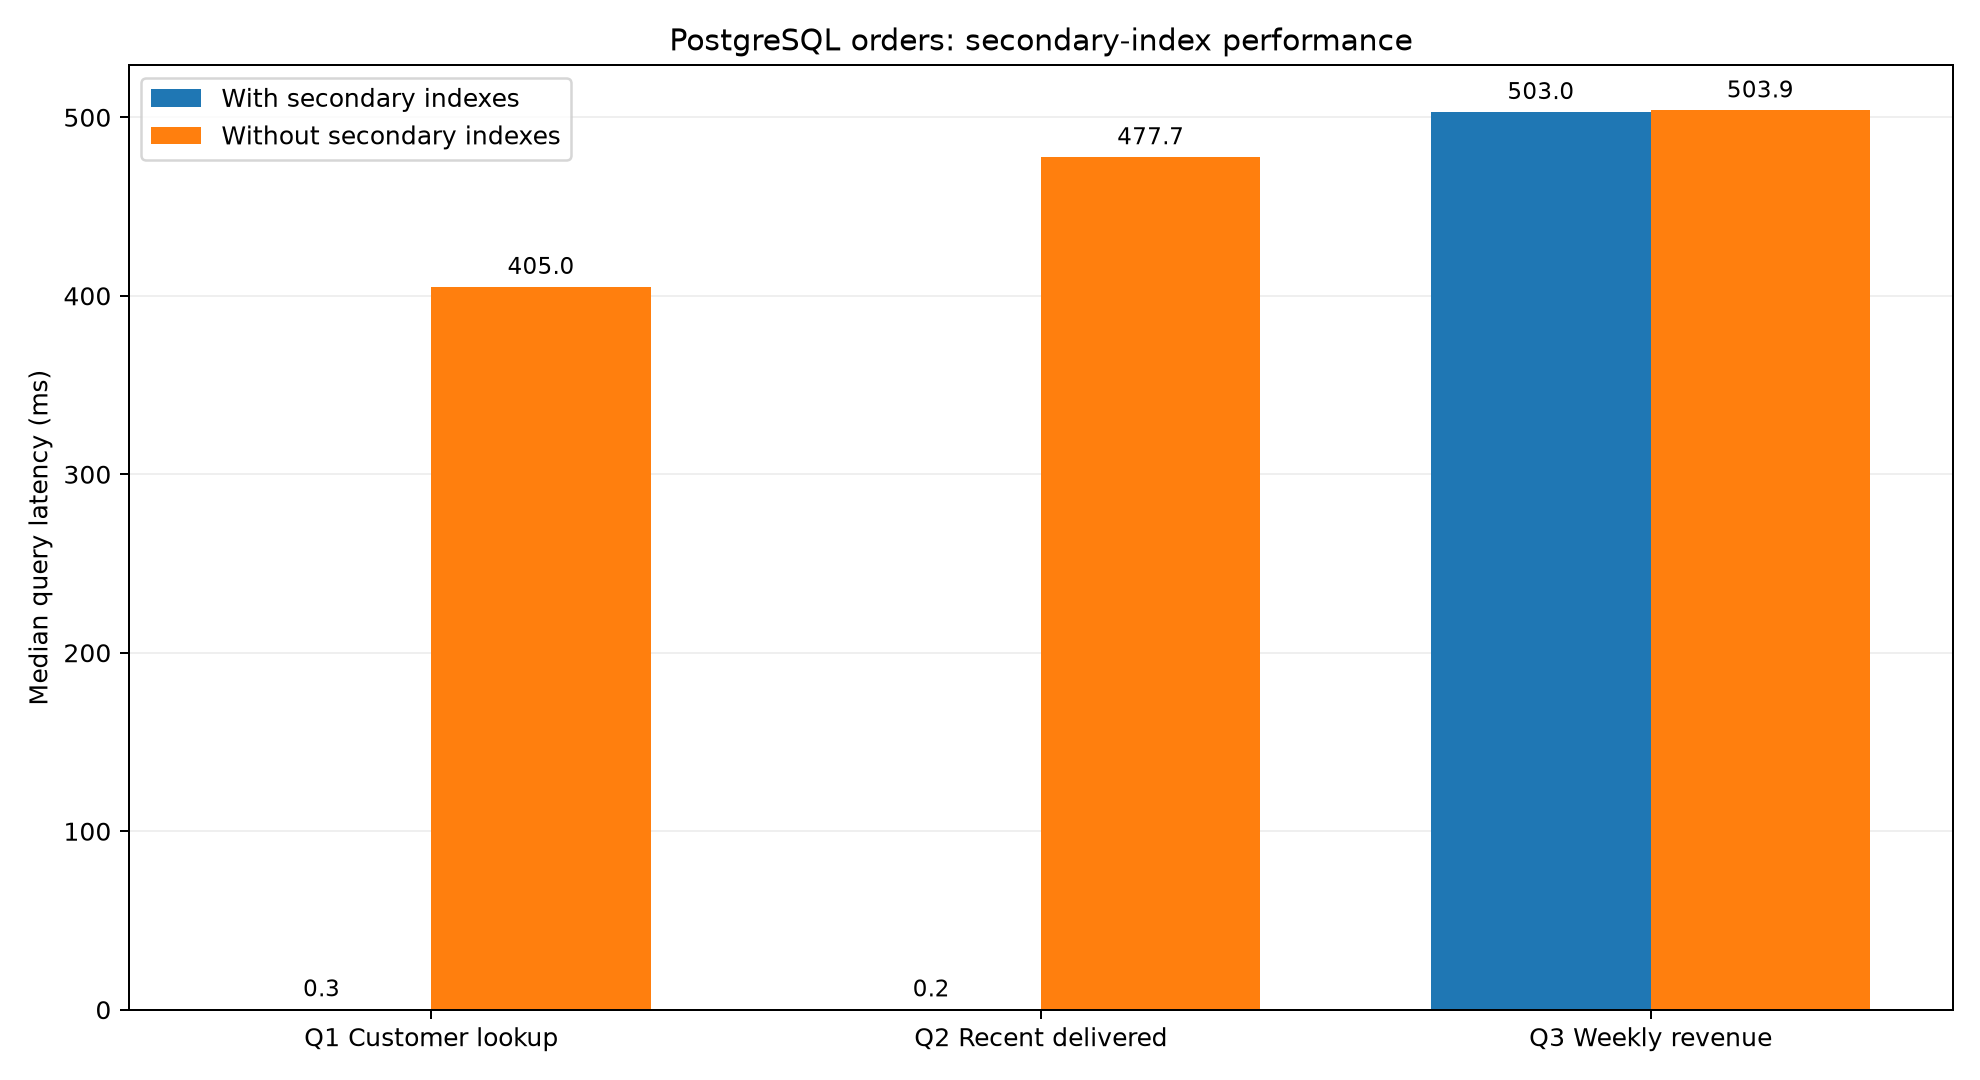 PostgreSQL orders: secondary-index performance
With secondary indexes
Without secondary indexes
Median query latency (ms)
500
400
300
200
100
0
0.3
405.0
0.2
477.7
503.0
503.9
Q1 Customer lookup
Q2 Recent delivered
Q3 Weekly revenue